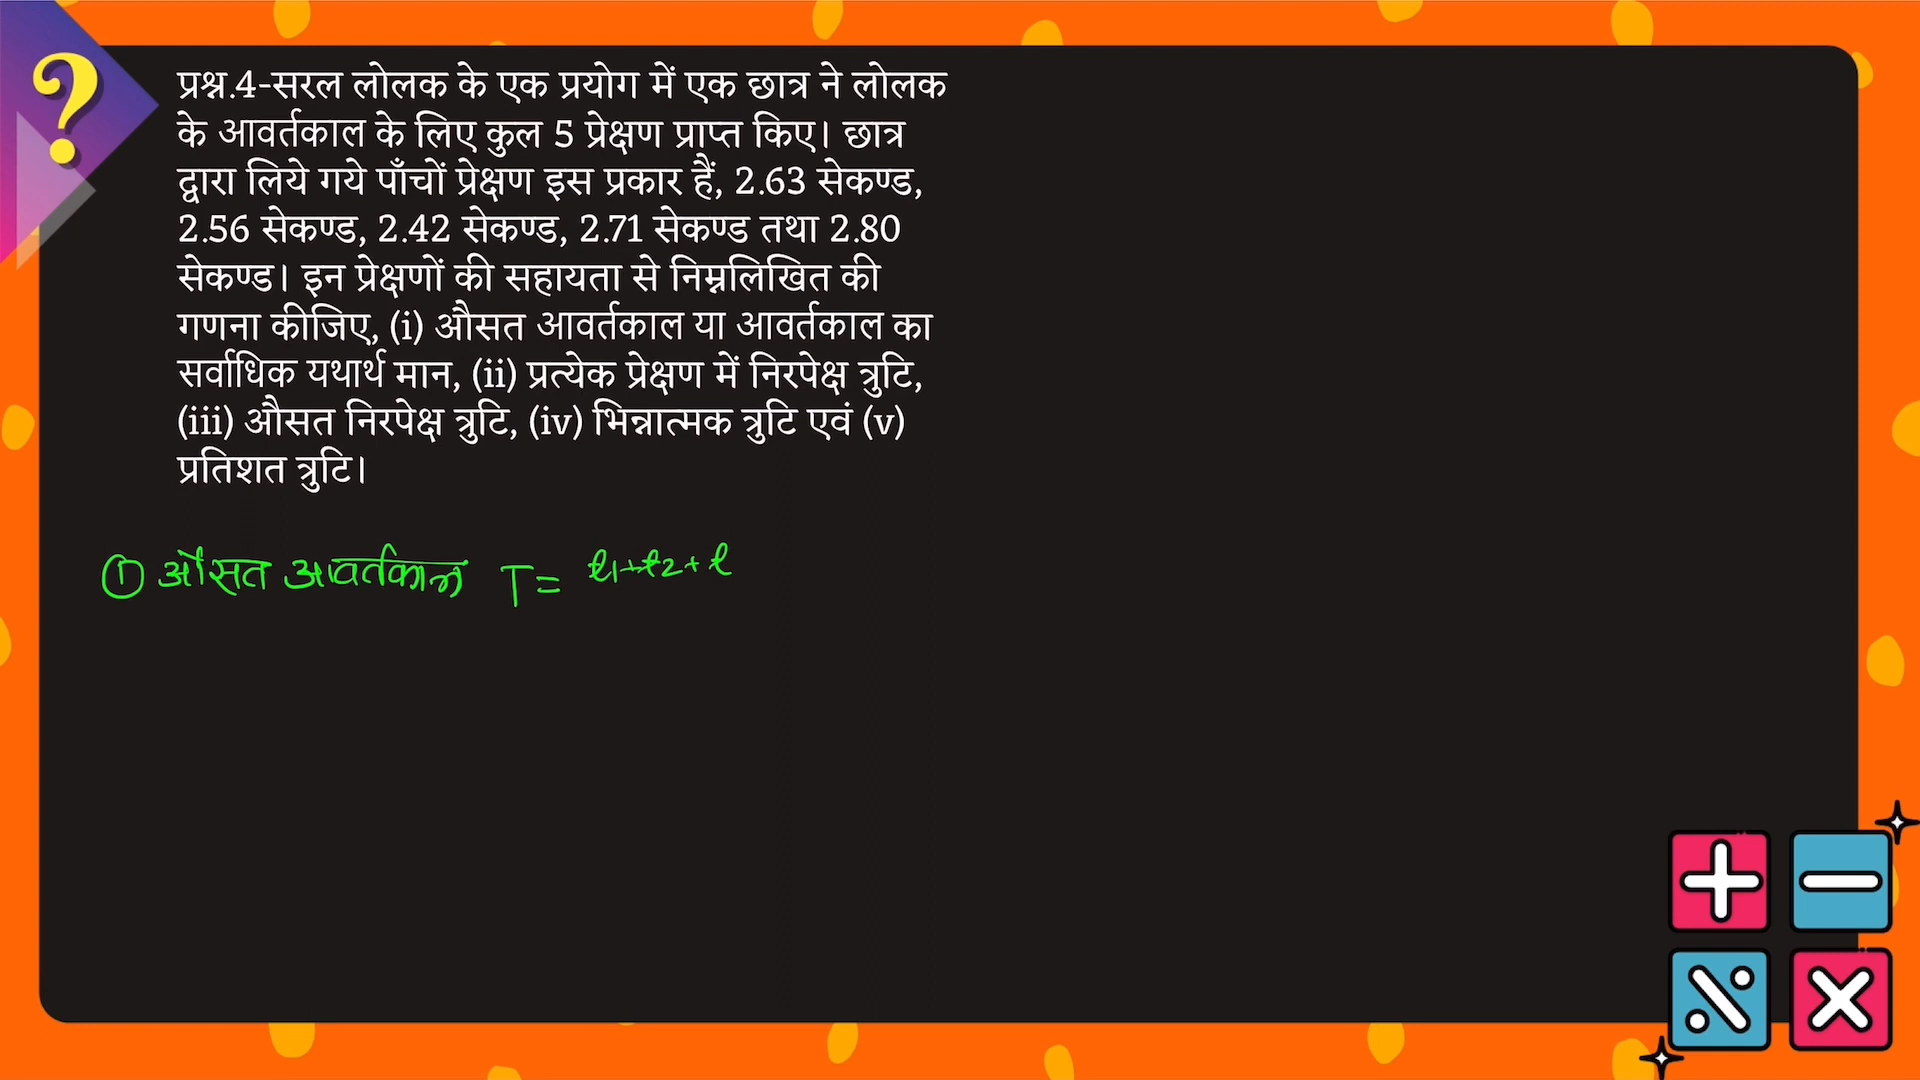 प्रश्न.4-सरल लोलक के एक प्रयोग में एक छात्र ने लोलक
के आवर्तकाल के लिए कुल 5 प्रेक्षण प्राप्त किए। छात्र
द्वारा लिये गये पाँचों प्रेक्षण इस प्रकार हैं, 2.63 सेकण्ड,
2.56 सेकण्ड, 2.42 सेकण्ड, 2.71 सेकण्ड तथा 2.80
सेकण्ड। इन प्रेक्षणों की सहायता से निम्नलिखित की
गणना कीजिए, (i) औसत आवर्तकाल या आवर्तकाल का
सर्वाधिक यथार्थ मान, (ii) प्रत्येक प्रेक्षण में निरपेक्ष त्रुटि,
(iii) औसत निरपेक्ष त्रुटि, (iv) भिन्नात्मक त्रुटि एवं (v)
प्रतिशत त्रुटि।
① औसत आवर्तकाल T = t1+t2+t